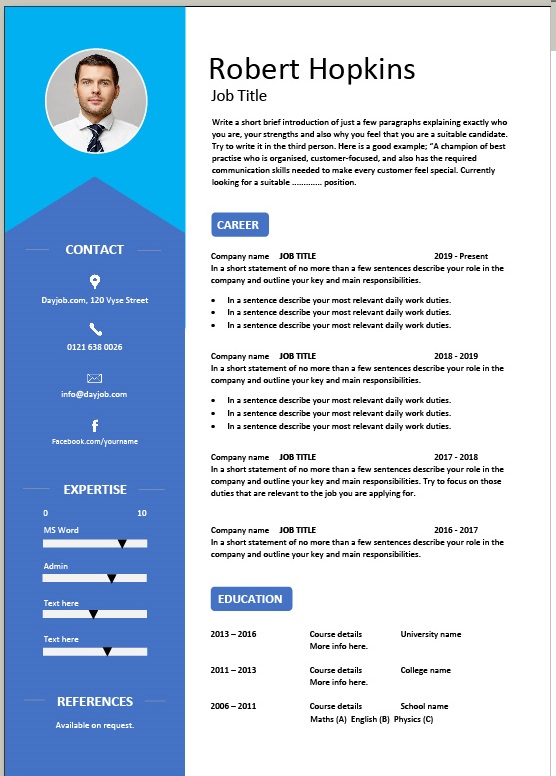 Robert Hopkins
Job Title
Write a short brief introduction of just a few paragraphs explaining exactly who
you are, your strengths and also why you feel that you are a suitable candidate.
Try to write it in the third person. Here is a good example; “A champion of best
practise who is organised, customer-focused, and also has the required
communication skills needed to make every customer feel special. Currently
looking for a suitable ............. position.
CAREER
Company name JOB TITLE 2019 - Present
In a short statement of no more than a few sentences describe your role in the
company and outline your key and main responsibilities.
• In a sentence describe your most relevant daily work duties.
• In a sentence describe your most relevant daily work duties.
• In a sentence describe your most relevant daily work duties.
Company name JOB TITLE 2018 - 2019
In a short statement of no more than a few sentences describe your role in the
company and outline your key and main responsibilities.
• In a sentence describe your most relevant daily work duties.
• In a sentence describe your most relevant daily work duties.
• In a sentence describe your most relevant daily work duties.
Company name JOB TITLE 2017 - 2018
In a short statement of no more than a few sentences describe your role in the
company and outline your key and main responsibilities. Try to focus on those
duties that are relevant to the job you are applying for.
Company name JOB TITLE 2016 - 2017
In a short statement of no more than a few sentences describe your role in the
company and outline your key and main responsibilities.
EDUCATION
2013 – 2016 Course details University name
More info here.
2011 – 2013 Course details College name
More info here.
2006 – 2011 Course details School name
Maths (A) English (B) Physics (C)
CONTACT
Dayjob.com, 120 Vyse Street
0121 638 0026
info@dayjob.com
f
Facebook.com/yourname
EXPERTISE
0 10
MS Word
Admin
Text here
Text here
REFERENCES
Available on request.